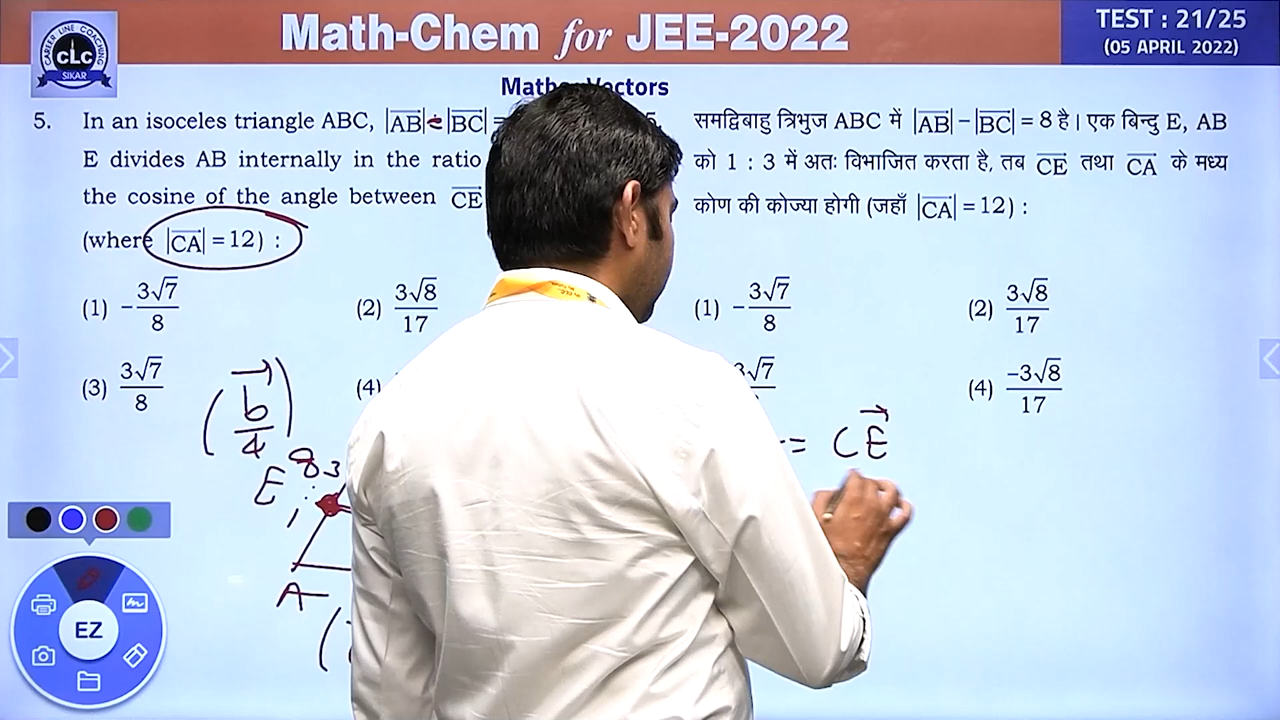 CAREER LINE COACHING
CLC
SIKAR
Math-Chem for JEE-2022
TEST : 21/25
(05 APRIL 2022)
Vectors
5. In an isoceles triangle ABC, |AB| |BC| =
E divides AB internally in the ratio
the cosine of the angle between CE
(where |CA| = 12) :
(1) -3√7/8
(2) 3√8/17
(3) 3√7/8
(4)
समद्विबाहु त्रिभुज ABC में |AB| − |BC| = 8 है। एक बिन्दु E, AB
को 1 : 3 में अतः विभाजित करता है, तब CE तथा CA के मध्य
कोण की कोज्या होगी (जहाँ |CA| = 12) :
(1) -3√7/8
(2) 3√8/17
(4) -3√8/17
(b/4)
= CE
E 8 3
1
A
EZ